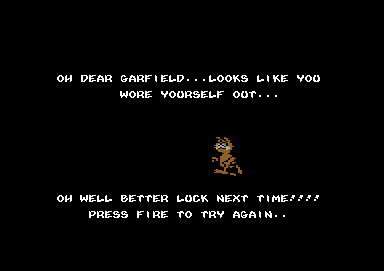 OH DEAR GARFIELD...LOOKS LIKE YOU
WORE YOURSELF OUT...
OH WELL BETTER LUCK NEXT TIME!!!!
PRESS FIRE TO TRY AGAIN..